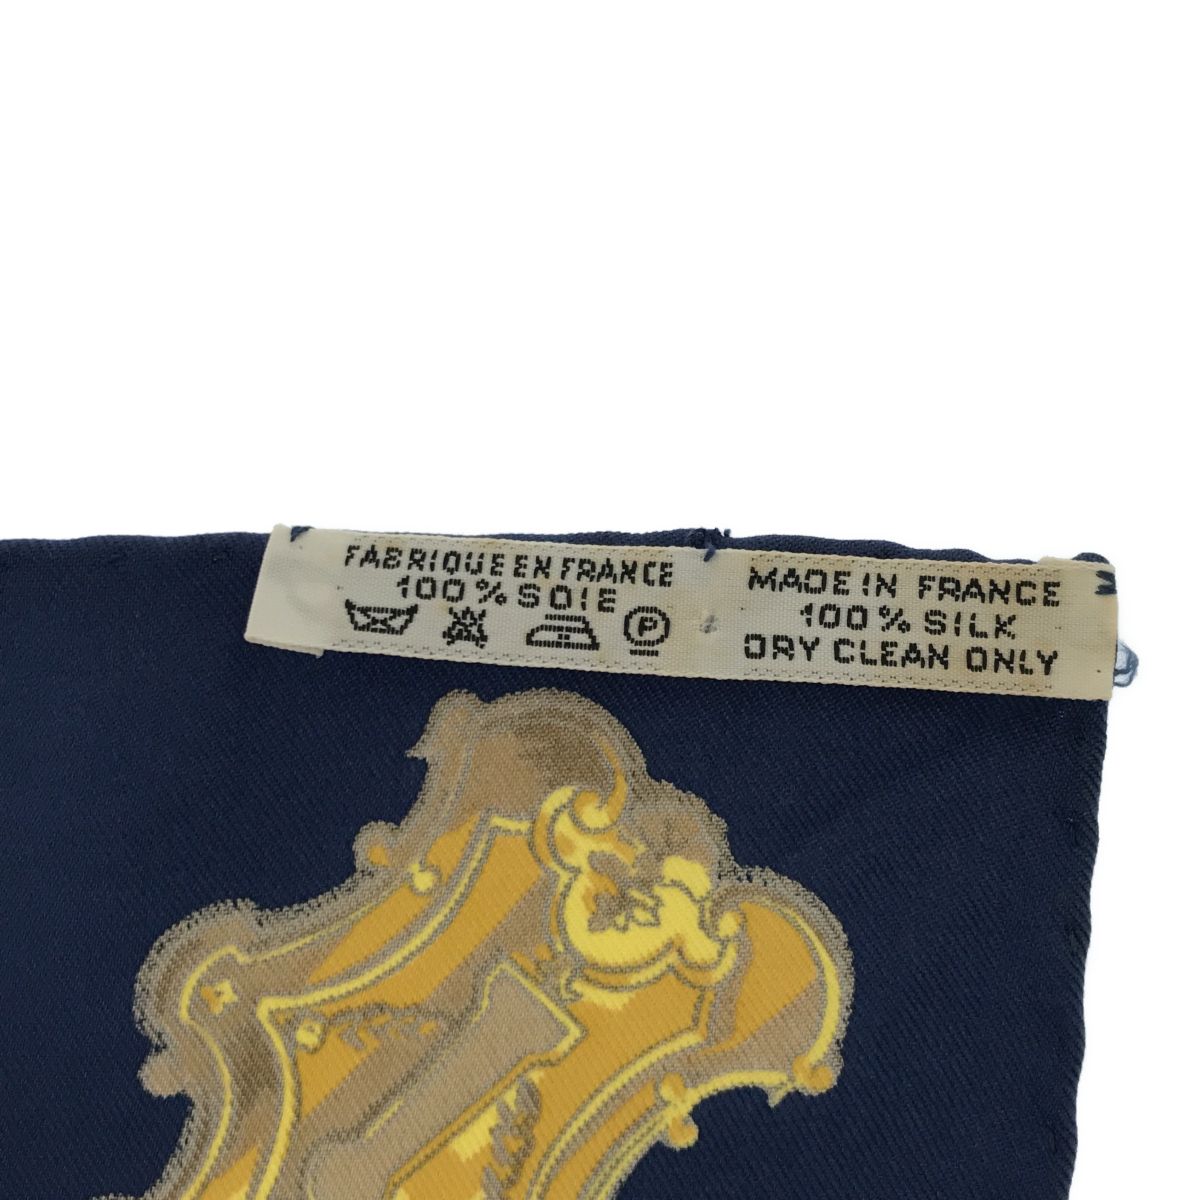 FABRIQUE EN FRANCE
100% SOIE
P
MADE IN FRANCE
100% SILK
DRY CLEAN ONLY